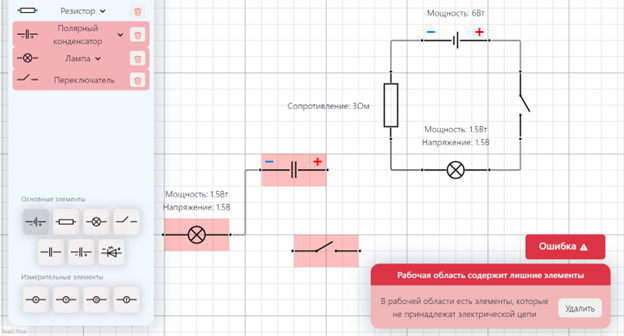 Резистор
Полярный
конденсатор
Лампа
Переключатель
Основные элементы
Измерительные элементы
React Flow
Мощность: 6Вт
Сопротивление: 3Ом
Мощность: 1.5Вт
Напряжение: 1.5В
Мощность: 1.5Вт
Напряжение: 1.5В
Ошибка
Рабочая область содержит лишние элементы
В рабочей области есть элементы, которые
не принадлежат электрической цепи
Удалить